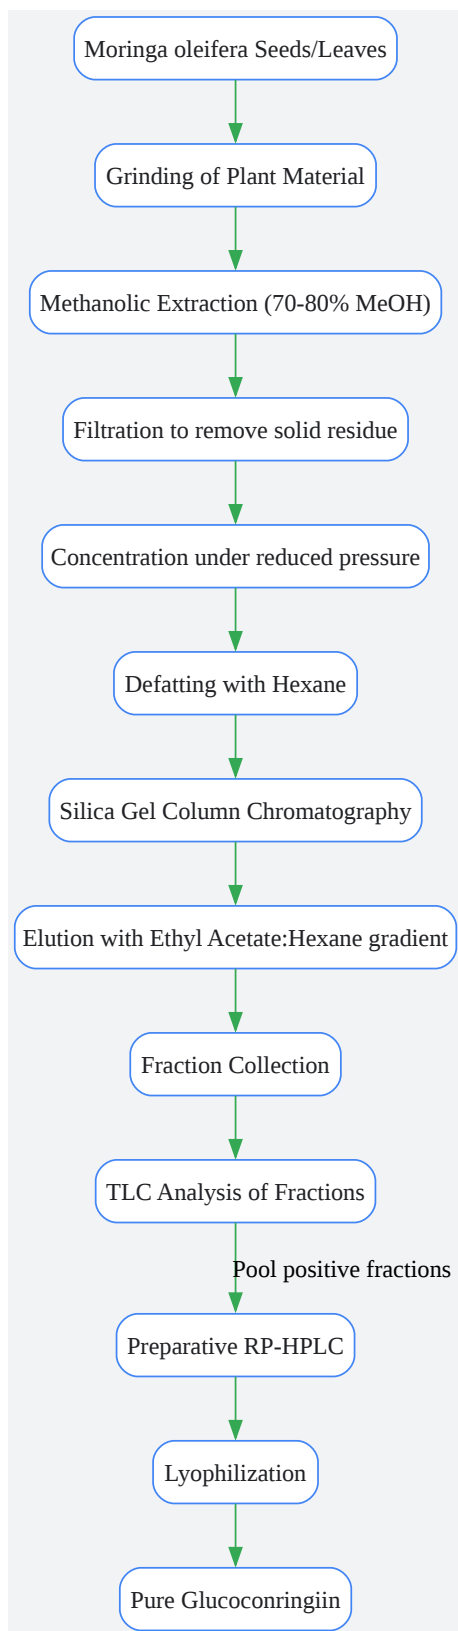 Moringa oleifera Seeds/Leaves
Grinding of Plant Material
Methanolic Extraction (70-80% MeOH)
Filtration to remove solid residue
Concentration under reduced pressure
Defatting with Hexane
Silica Gel Column Chromatography
Elution with Ethyl Acetate:Hexane gradient
Fraction Collection
TLC Analysis of Fractions
Pool positive fractions
Preparative RP-HPLC
Lyophilization
Pure Glucoconringiin